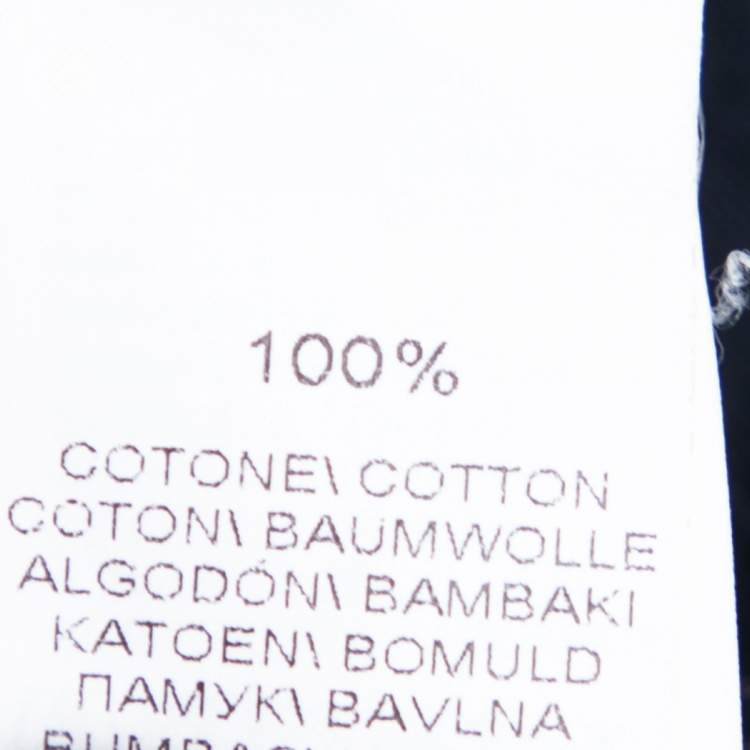 100%
COTONE\ COTTON
COTON\ BAUMWOLLE
ALGODÓN\ BAMBAKI
KATOEN\ BOMULD
ПАМУК\ BAVLNA